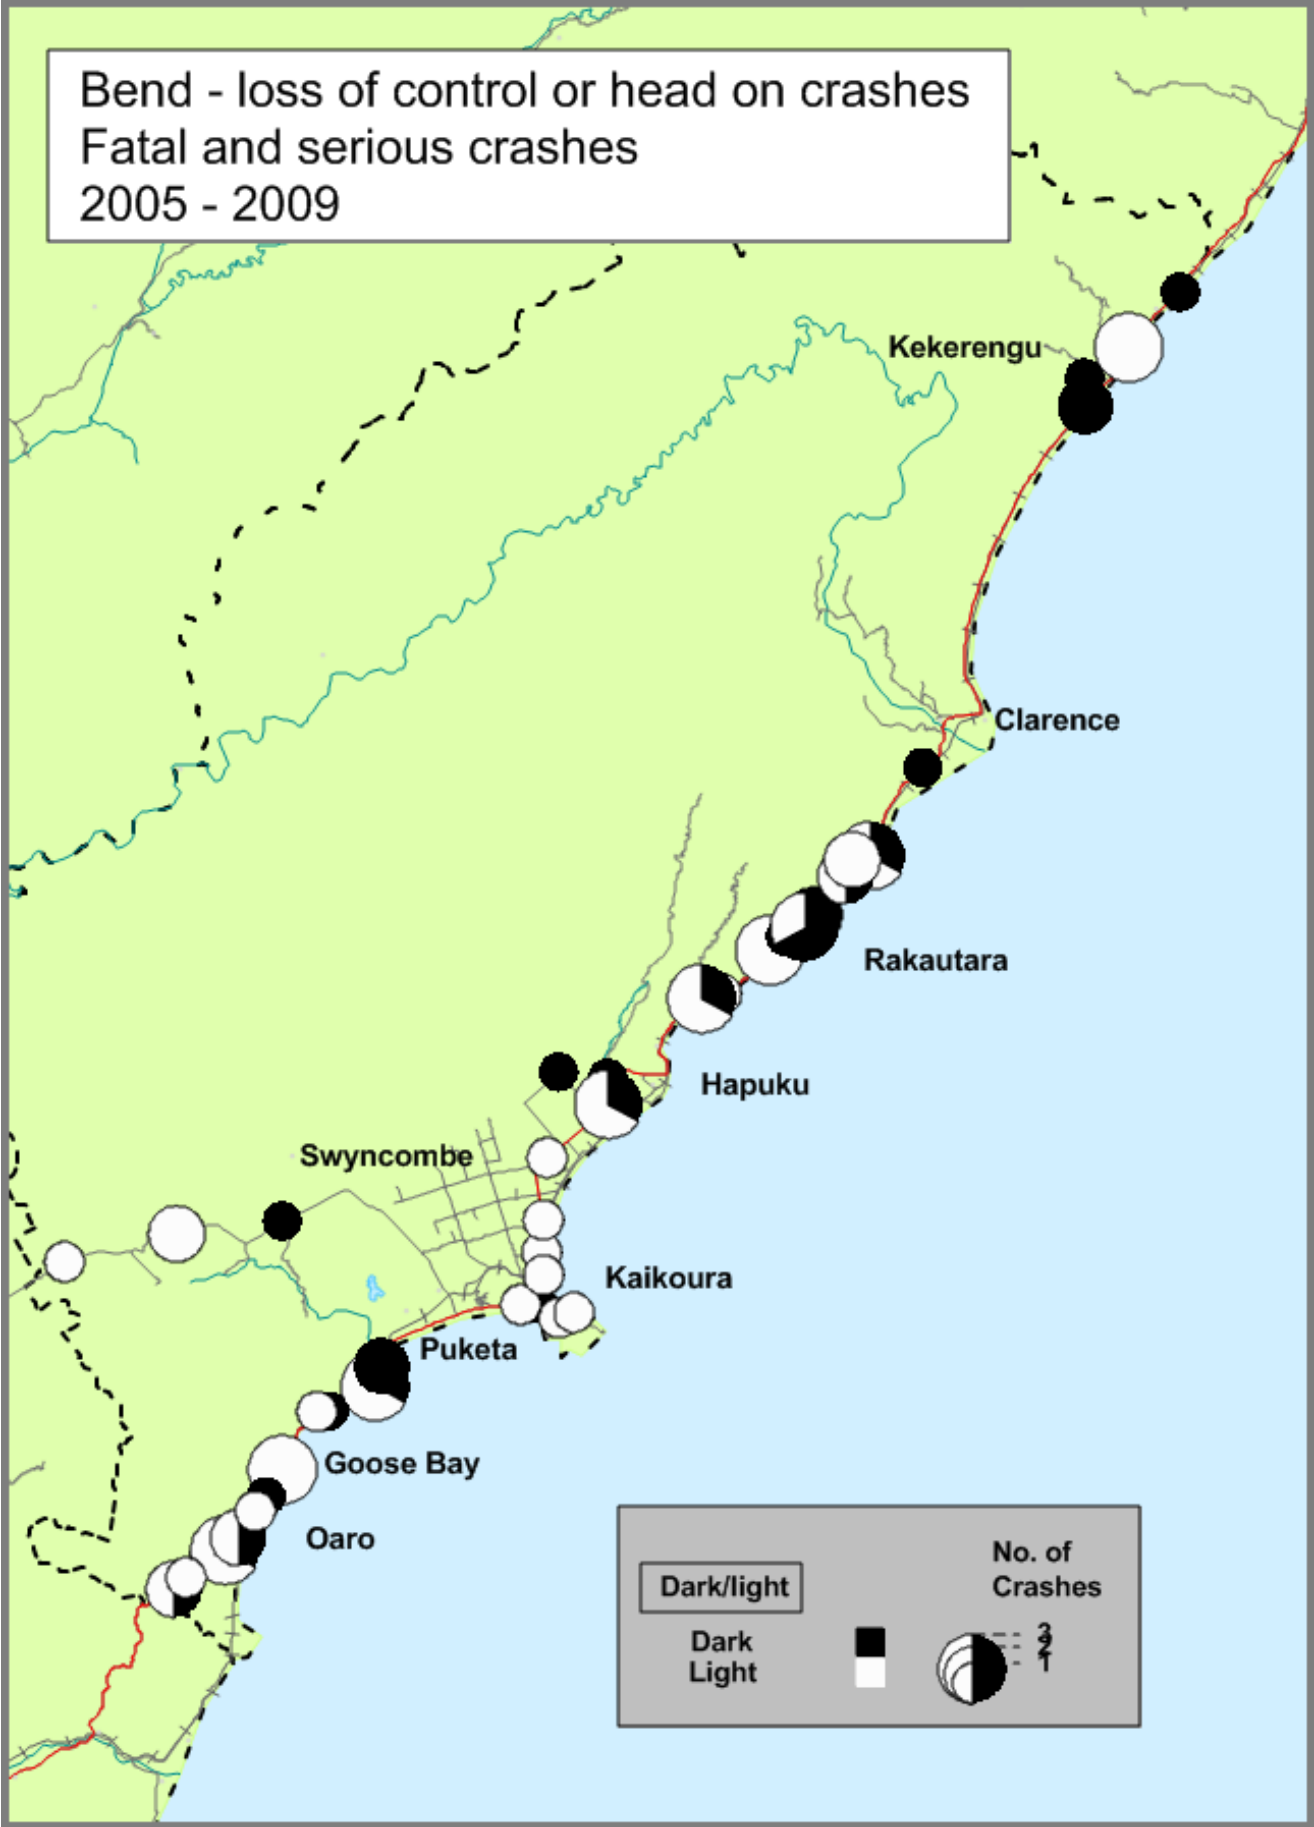 Bend - loss of control or head on crashes
Fatal and serious crashes
2005 - 2009
Kekerengu
Clarence
Rakautara
Hapuku
Swyncombe
Kaikoura
Puketa
Goose Bay
Oaro
No. of
Crashes
Dark/light
Dark
Light
3
2
1